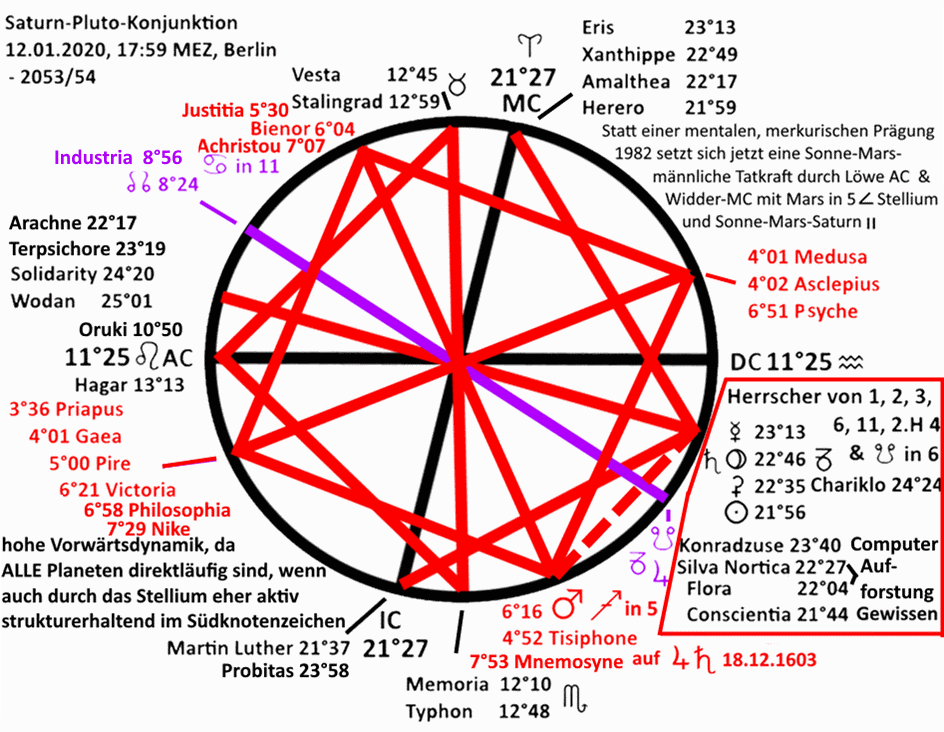 Saturn-Pluto-Konjunktion
12.01.2020, 17:59 MEZ, Berlin
- 2053/54
Vesta 12°45 ♉
Stalingrad 12°59
♈
21°27
MC
Eris 23°13
Xanthippe 22°49
Amalthea 22°17
Herero 21°59
Statt einer mentalen, merkurischen Prägung
1982 setzt sich jetzt eine Sonne-Mars-
männliche Tatkraft durch Löwe AC &
Widder-MC mit Mars in 5 ∠ Stellium
und Sonne-Mars-Saturn II
Justitia 5°30
Bienor 6°04
Achristou 7°07
Industria 8°56 ♋ in 11
☊☊ 8°24
Arachne 22°17
Terpsichore 23°19
Solidarity 24°20
Wodan 25°01
Oruki 10°50
11°25 ♌ AC
Hagar 13°13
3°36 Priapus
4°01 Gaea
5°00 Pire
6°21 Victoria
6°58 Philosophia
7°29 Nike
hohe Vorwärtsdynamik, da
ALLE Planeten direktläufig sind, wenn
auch durch das Stellium eher aktiv
strukturerhaltend im Südknotenzeichen
4°01 Medusa
4°02 Asclepius
6°51 Psyche
DC 11°25 ♒
Herrscher von 1, 2, 3,
6, 11, 2.H 4
☿ 23°13
♄ 22°46 ♑ & ☋ in 6
⚳ 22°35 Chariklo 24°24
☉ 21°56
Konradzuse 23°40 Computer
Silva Nortica 22°27 Auf-
Flora 22°04 forstung
Conscientia 21°44 Gewissen
☋
♑ ♃
6°16 ♂ ♐ in 5
4°52 Tisiphone
7°53 Mnemosyne auf ♃ ♄ 18.12.1603
IC
Martin Luther 21°37 21°27
Probitas 23°58
Memoria 12°10 ♏
Typhon 12°48